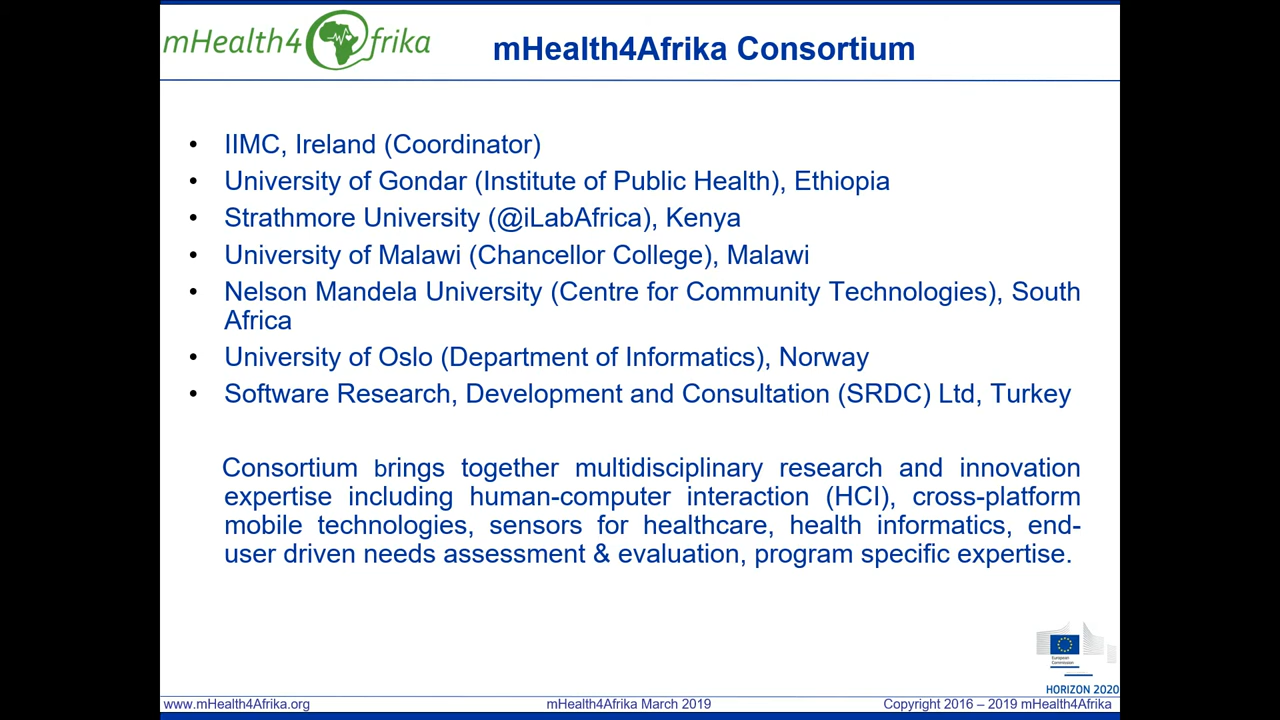 mHealth4Afrika
mHealth4Afrika Consortium
• IIMC, Ireland (Coordinator)
• University of Gondar (Institute of Public Health), Ethiopia
• Strathmore University (@iLabAfrica), Kenya
• University of Malawi (Chancellor College), Malawi
• Nelson Mandela University (Centre for Community Technologies), South
Africa
• University of Oslo (Department of Informatics), Norway
• Software Research, Development and Consultation (SRDC) Ltd, Turkey
Consortium brings together multidisciplinary research and innovation
expertise including human-computer interaction (HCI), cross-platform
mobile technologies, sensors for healthcare, health informatics, end-
user driven needs assessment & evaluation, program specific expertise.
European
Commission
HORIZON 2020
www.mHealth4Afrika.org
mHealth4Afrika March 2019
Copyright 2016 – 2019 mHealth4Afrika